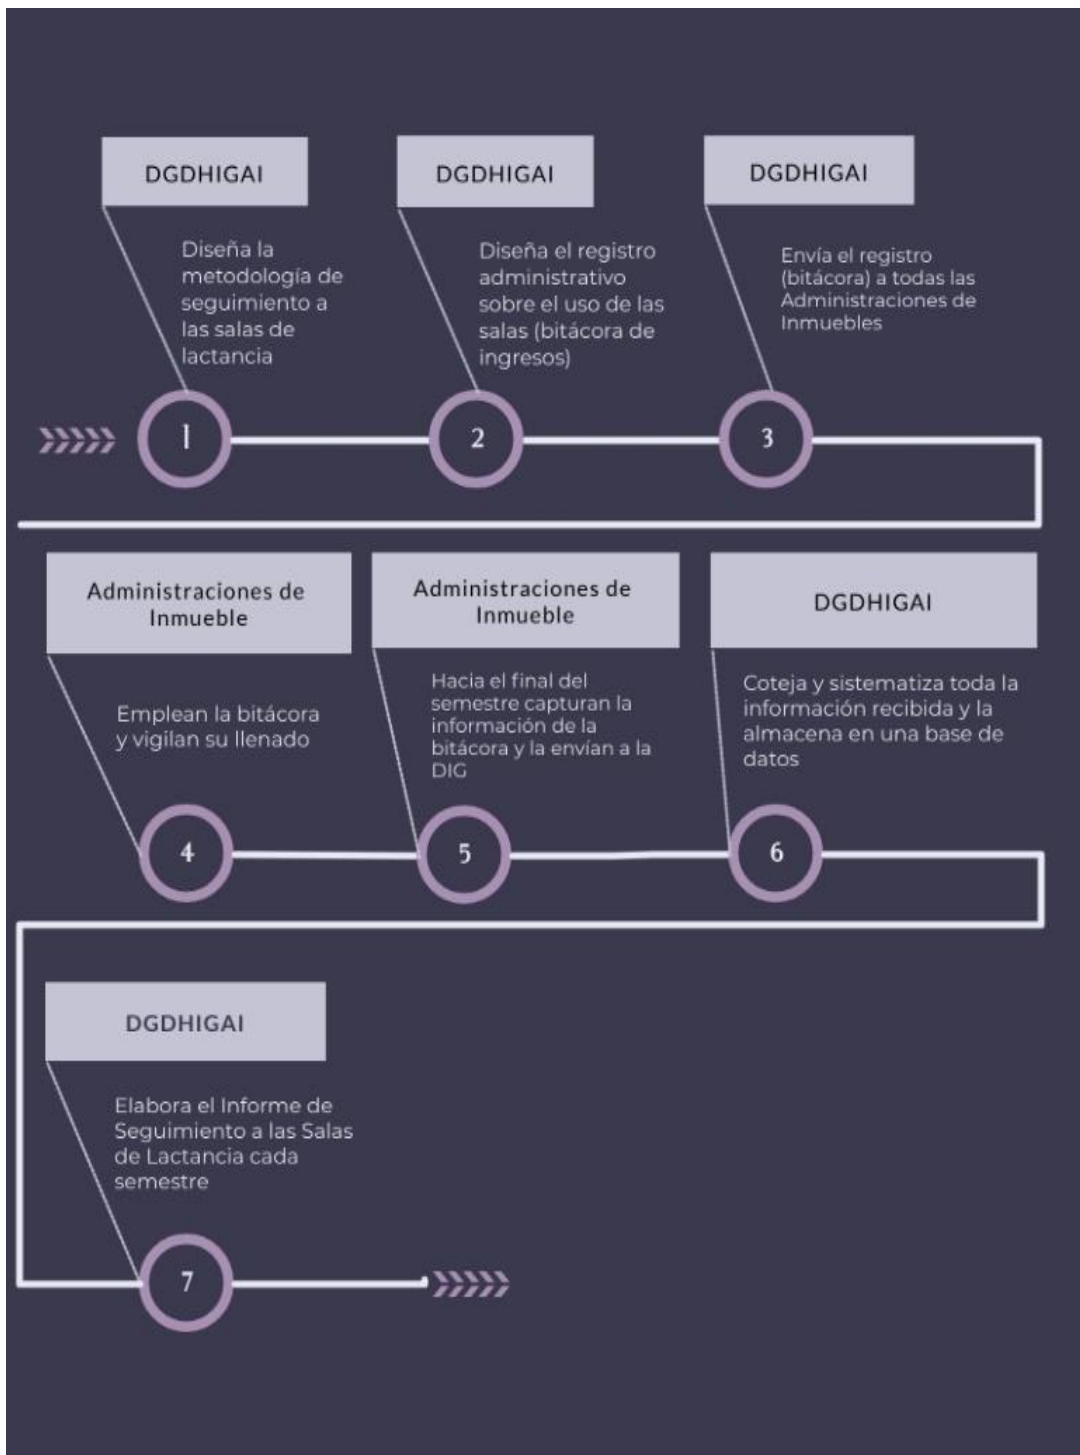 DGDHIGAI
Diseña la
metodología de
seguimiento a
las salas de
lactancia
1
DGDHIGAI
Diseña el registro
administrativo
sobre el uso de las
salas (bitácora de
ingresos)
2
DGDHIGAI
Envía el registro
(bitácora) a todas las
Administraciones de
Inmuebles
3
Administraciones de
Inmueble
Emplean la bitácora
y vigilan su llenado
4
Administraciones de
Inmueble
Hacia el final del
semestre capturan la
información de la
bitácora y la envían a la
DIG
5
DGDHIGAI
Coteja y sistematiza toda la
información recibida y la
almacena en una base de
datos
6
DGDHIGAI
Elabora el Informe de
Seguimiento a las Salas
de Lactancia cada
semestre
7